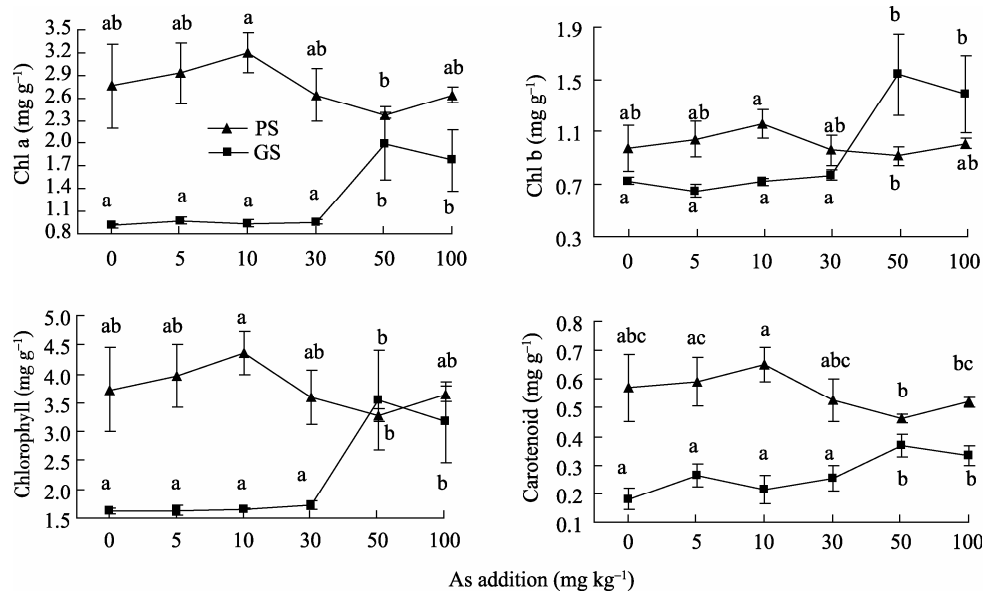 Chl a (mg g⁻¹)
3.5
3.2
2.9
2.6
2.3
2.0
1.7
1.4
1.1
0.8
ab
ab
a
ab
b
ab
PS
GS
a
a
a
a
b
b
0 5 10 30 50 100
Chl b (mg g⁻¹)
1.9
1.5
1.1
0.7
0.3
ab
ab
a
ab
b
b
a
a
a
a
b
ab
0 5 10 30 50 100
Chlorophyll (mg g⁻¹)
5.0
4.5
4.0
3.5
3.0
2.5
2.0
1.5
ab
ab
a
ab
b
ab
a
a
a
a
b
b
0 5 10 30 50 100
Carotenoid (mg g⁻¹)
0.8
0.7
0.6
0.5
0.4
0.3
0.2
0.1
abc
ac
a
abc
b
bc
a
a
a
a
b
b
0 5 10 30 50 100
As addition (mg kg⁻¹)